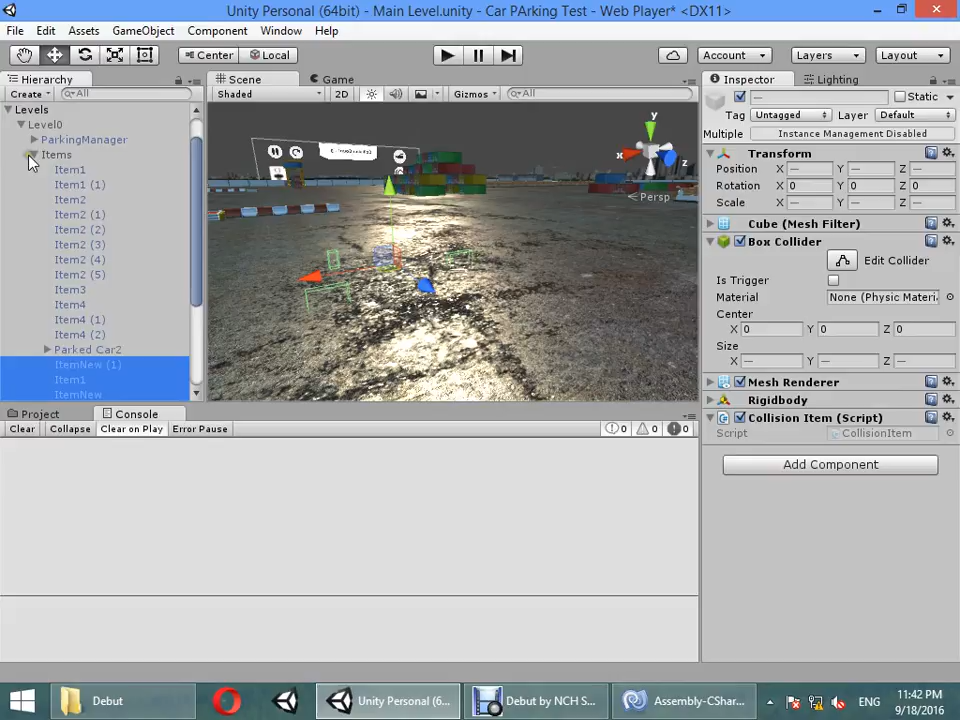 Unity Personal (64bit) - Main Level.unity - Car PArking Test - Web Player* <DX11>
File Edit Assets GameObject Component Window Help
Center Local Account Layers Layout
Hierarchy Scene Game Inspector Lighting
Create All Shaded 2D Gizmos All — Static
Levels
Tag Untagged Layer Default
Level0
ParkingManager
Multiple Instance Management Disabled
Items
Transform
Item1
Position X — Y — Z —
Item1 (1)
Rotation X 0 Y 0 Z 0
Item2
Scale X — Y — Z —
Item2 (1)
Cube (Mesh Filter)
Item2 (2)
Box Collider
Item2 (3)
Edit Collider
Item2 (4)
Is Trigger
Item2 (5)
Material None (Physic Materi
Item3
Center
Item4
X 0 Y 0 Z 0
Item4 (1)
Size
Item4 (2)
X — Y — Z —
Parked Car2
ItemNew (1)
Mesh Renderer
Item1
Rigidbody
ItemNew
y
x
z
Persp
Project Console
Collision Item (Script)
Clear Collapse Clear on Play Error Pause 0 0 0
Script CollisionItem
Add Component
Debut Unity Personal (6... Debut by NCH S... Assembly-CShar... ENG 11:42 PM
9/18/2016